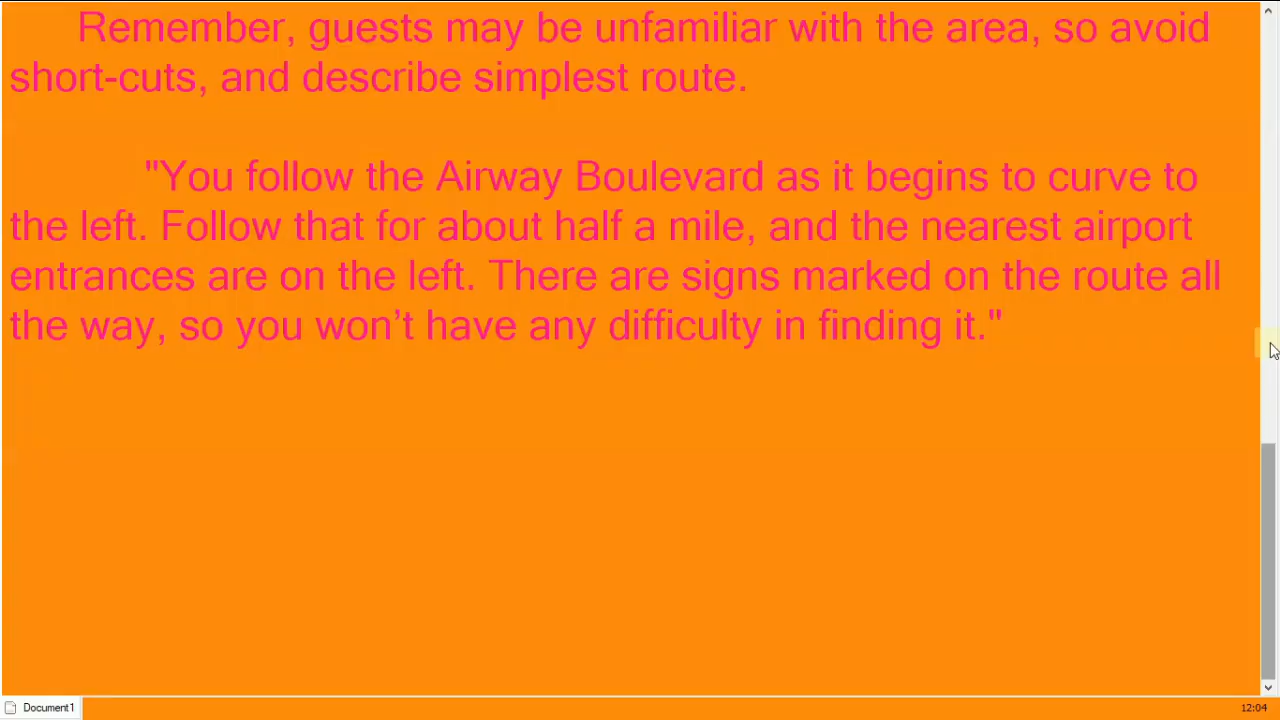 Remember, guests may be unfamiliar with the area, so avoid
short-cuts, and describe simplest route.
"You follow the Airway Boulevard as it begins to curve to
the left. Follow that for about half a mile, and the nearest airport
entrances are on the left. There are signs marked on the route all
the way, so you won’t have any difficulty in finding it."
Document1
12:04